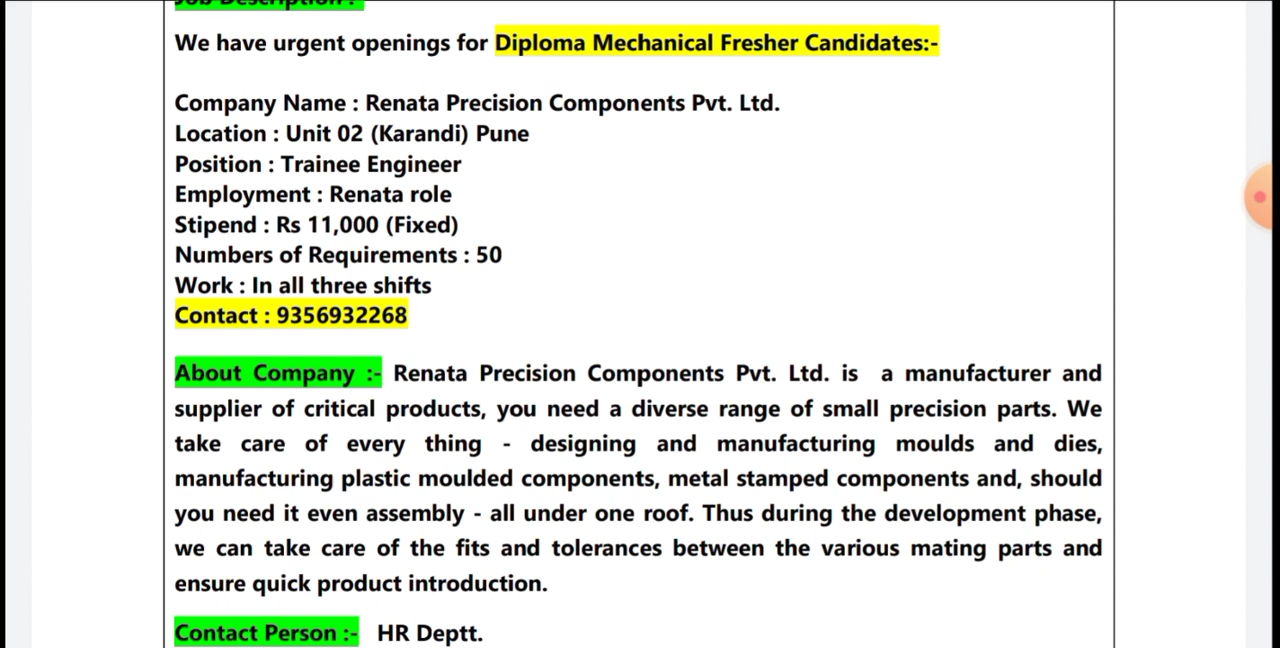 Job Description :
We have urgent openings for Diploma Mechanical Fresher Candidates:-
Company Name : Renata Precision Components Pvt. Ltd.
Location : Unit 02 (Karandi) Pune
Position : Trainee Engineer
Employment : Renata role
Stipend : Rs 11,000 (Fixed)
Numbers of Requirements : 50
Work : In all three shifts
Contact : 9356932268
About Company :- Renata Precision Components Pvt. Ltd. is a manufacturer and
supplier of critical products, you need a diverse range of small precision parts. We
take care of every thing - designing and manufacturing moulds and dies,
manufacturing plastic moulded components, metal stamped components and, should
you need it even assembly - all under one roof. Thus during the development phase,
we can take care of the fits and tolerances between the various mating parts and
ensure quick product introduction.
Contact Person :- HR Deptt.